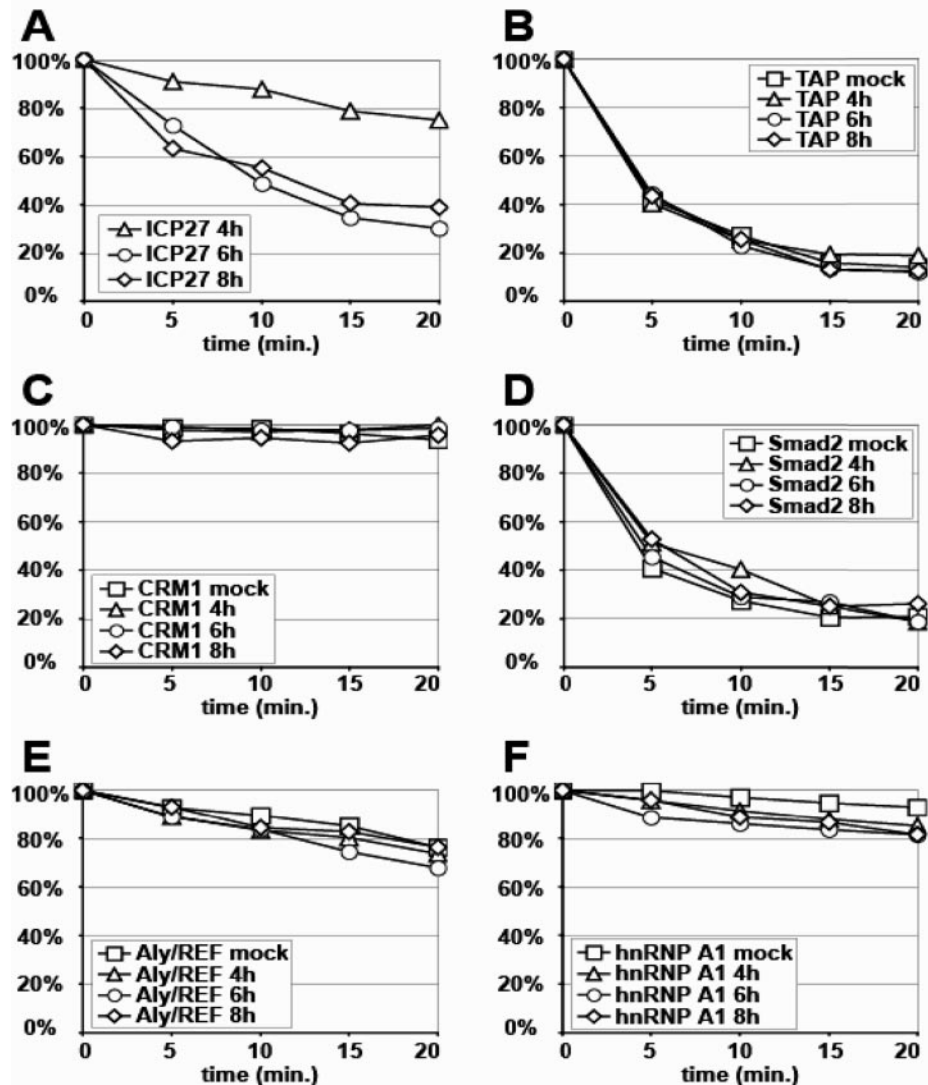 A
100%
80%
60%
40%
20%
0%
ICP27 4h
ICP27 6h
ICP27 8h
0 5 10 15 20
time (min.)
B
100%
80%
60%
40%
20%
0%
TAP mock
TAP 4h
TAP 6h
TAP 8h
0 5 10 15 20
time (min.)
C
100%
80%
60%
40%
20%
0%
CRM1 mock
CRM1 4h
CRM1 6h
CRM1 8h
0 5 10 15 20
time (min.)
D
100%
80%
60%
40%
20%
0%
Smad2 mock
Smad2 4h
Smad2 6h
Smad2 8h
0 5 10 15 20
time (min.)
E
100%
80%
60%
40%
20%
0%
Aly/REF mock
Aly/REF 4h
Aly/REF 6h
Aly/REF 8h
0 5 10 15 20
time (min.)
F
100%
80%
60%
40%
20%
0%
hnRNP A1 mock
hnRNP A1 4h
hnRNP A1 6h
hnRNP A1 8h
0 5 10 15 20
time (min.)